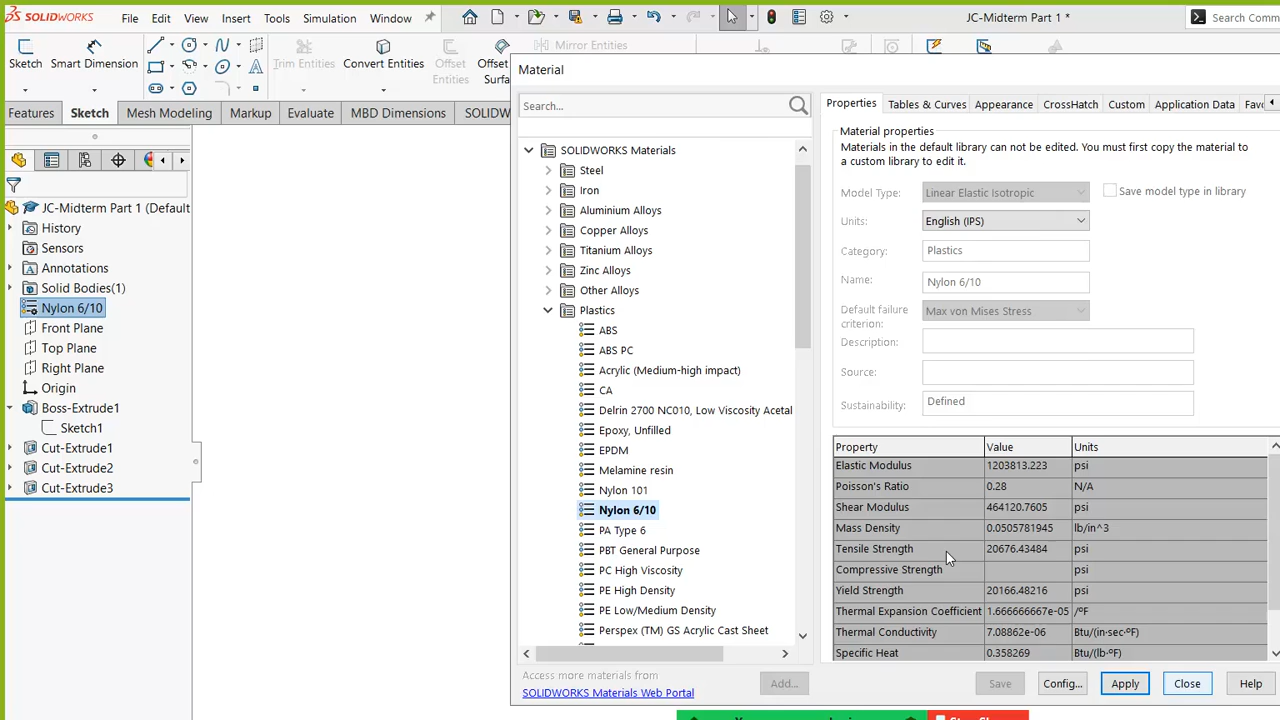 SOLIDWORKS File Edit View Insert Tools Simulation Window JC-Midterm Part 1 * Search Comm
Sketch Smart Dimension Trim Entities Convert Entities Offset Entities Offset Surfa Mirror Entities
Features Sketch Mesh Modeling Markup Evaluate MBD Dimensions SOLIDW
JC-Midterm Part 1 (Default
History
Sensors
Annotations
Solid Bodies(1)
Nylon 6/10
Front Plane
Top Plane
Right Plane
Origin
Boss-Extrude1
Sketch1
Cut-Extrude1
Cut-Extrude2
Cut-Extrude3
Material
Search...
SOLIDWORKS Materials
Steel
Iron
Aluminium Alloys
Copper Alloys
Titanium Alloys
Zinc Alloys
Other Alloys
Plastics
ABS
ABS PC
Acrylic (Medium-high impact)
CA
Delrin 2700 NC010, Low Viscosity Acetal
Epoxy, Unfilled
EPDM
Melamine resin
Nylon 101
Nylon 6/10
PA Type 6
PBT General Purpose
PC High Viscosity
PE High Density
PE Low/Medium Density
Perspex (TM) GS Acrylic Cast Sheet
Access more materials from
SOLIDWORKS Materials Web Portal
Properties Tables & Curves Appearance CrossHatch Custom Application Data Favo
Material properties
Materials in the default library can not be edited. You must first copy the material to
a custom library to edit it.
Model Type: Linear Elastic Isotropic Save model type in library
Units: English (IPS)
Category: Plastics
Name: Nylon 6/10
Default failure
criterion: Max von Mises Stress
Description:
Source:
Sustainability: Defined
Property Value Units
Elastic Modulus 1203813.223 psi
Poisson's Ratio 0.28 N/A
Shear Modulus 464120.7605 psi
Mass Density 0.0505781945 lb/in^3
Tensile Strength 20676.43484 psi
Compressive Strength psi
Yield Strength 20166.48216 psi
Thermal Expansion Coefficient 1.666666667e-05 /ºF
Thermal Conductivity 7.08862e-06 Btu/(in·sec·ºF)
Specific Heat 0.358269 Btu/(lb·ºF)
Add... Save Config... Apply Close Help